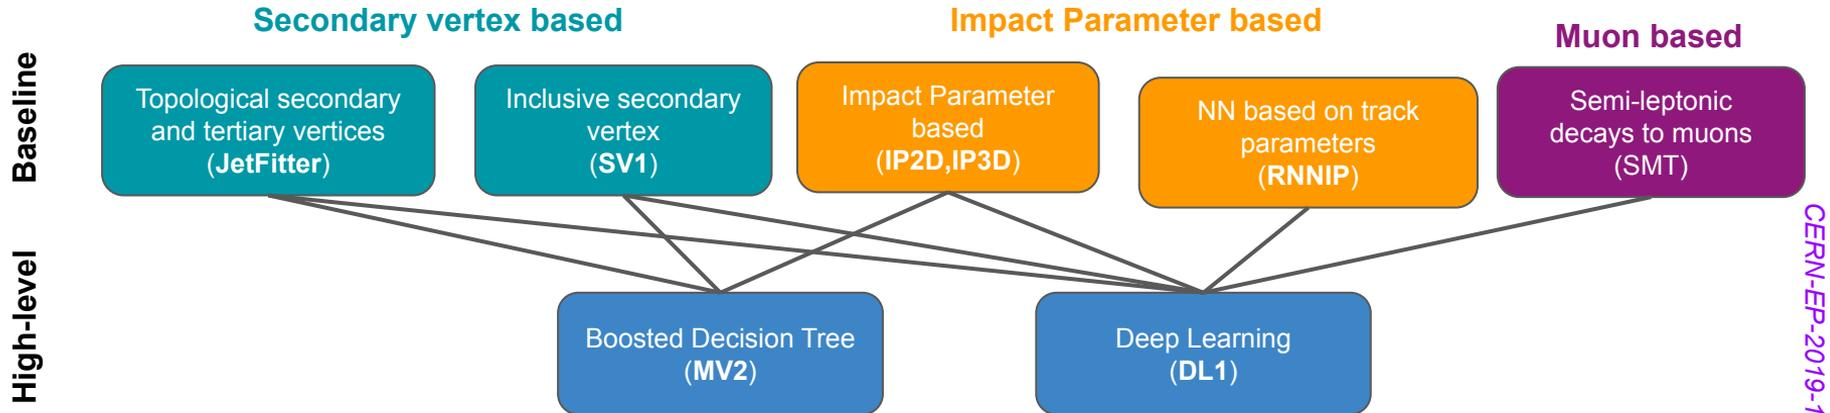 Secondary vertex based
Impact Parameter based
Muon based
Baseline
Topological secondary
and tertiary vertices
(JetFitter)
Inclusive secondary
vertex
(SV1)
Impact Parameter
based
(IP2D,IP3D)
NN based on track
parameters
(RNNIP)
Semi-leptonic
decays to muons
(SMT)
High-level
Boosted Decision Tree
(MV2)
Deep Learning
(DL1)
CERN-EP-2019-1